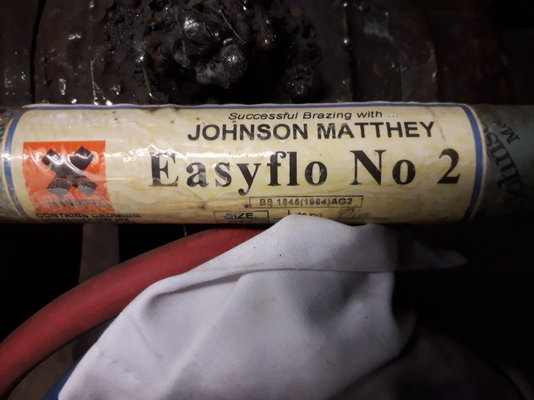 Successful Brazing with ...
JOHNSON MATTHEY
Easyflo No 2
BS 1845(1984)AG2
SIZE
CONTAINS CADMIUM